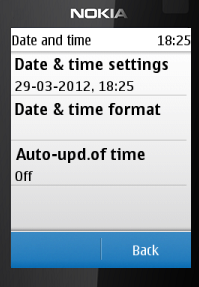 NOKIA
Date and time 18:25
Date & time settings
29-03-2012, 18:25
Date & time format
Auto-upd.of time
Off
Back